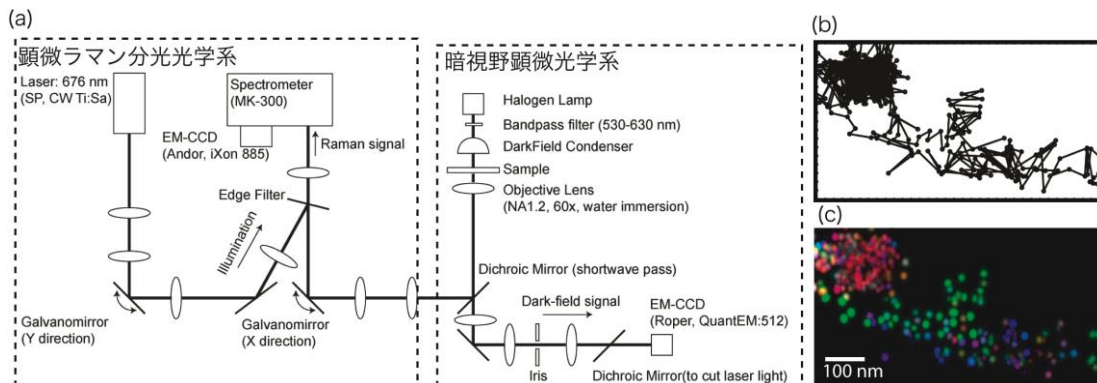 (a)
顕微ラマン分光光学系
Laser: 676 nm
(SP, CW Ti:Sa)
Spectrometer
(MK-300)
EM-CCD
(Andor, iXon 885)
Raman signal
Edge Filter
Illumination
Galvanomirror
(Y direction)
Galvanomirror
(X direction)
暗視野顕微光学系
Halogen Lamp
Bandpass filter (530-630 nm)
DarkField Condenser
Sample
Objective Lens
(NA1.2, 60x, water immersion)
Dichroic Mirror (shortwave pass)
Dark-field signal
EM-CCD
(Roper, QuantEM:512)
Iris
Dichroic Mirror(to cut laser light)
(b)
(c)
100 nm